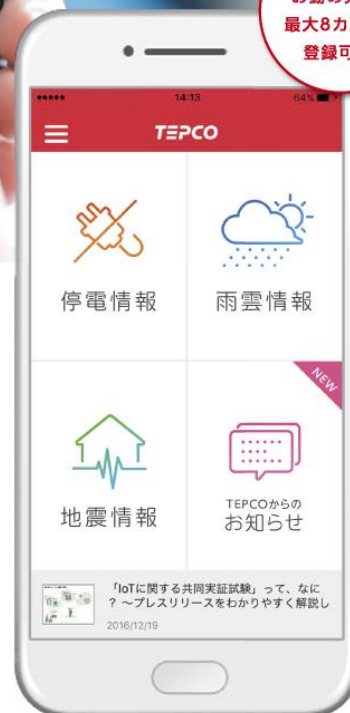 最大8カ
登録可
14:13
64%
TEPCO
停電情報
雨雲情報
NEW
地震情報
TEPCOからの
お知らせ
「IoTに関する共同実証試験」って、なに
？ ～プレスリリースをわかりやすく解説し
2016/12/19